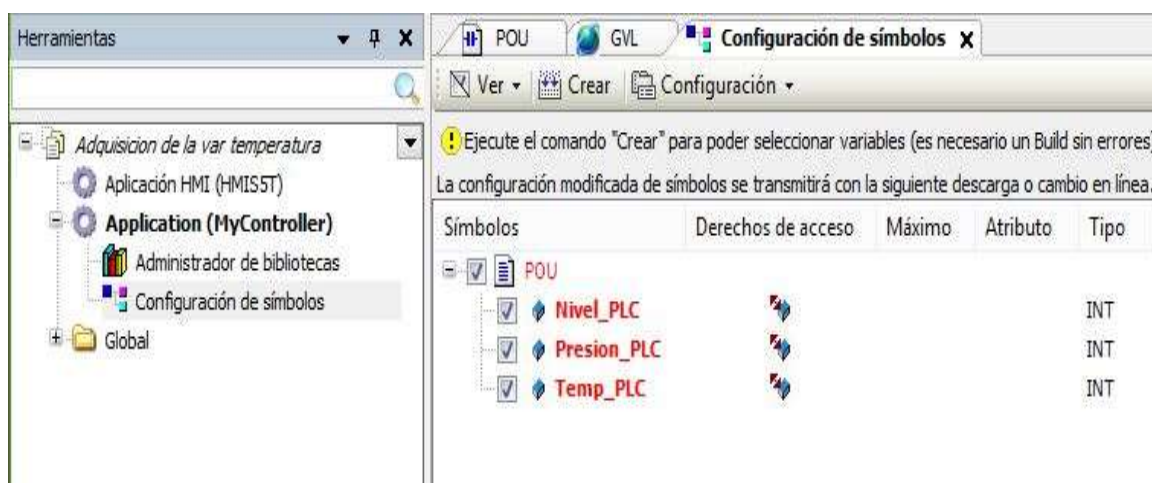 Herramientas
Adquisicion de la var temperatura
Aplicación HMI (HMIS5T)
Application (MyController)
Administrador de bibliotecas
Configuración de símbolos
Global
POU GVL Configuración de símbolos
Ver Crear Configuración
Ejecute el comando "Crear" para poder seleccionar variables (es necesario un Build sin errores)
La configuración modificada de símbolos se transmitirá con la siguiente descarga o cambio en línea.
Símbolos Derechos de acceso Máximo Atributo Tipo
POU
Nivel_PLC INT
Presion_PLC INT
Temp_PLC INT